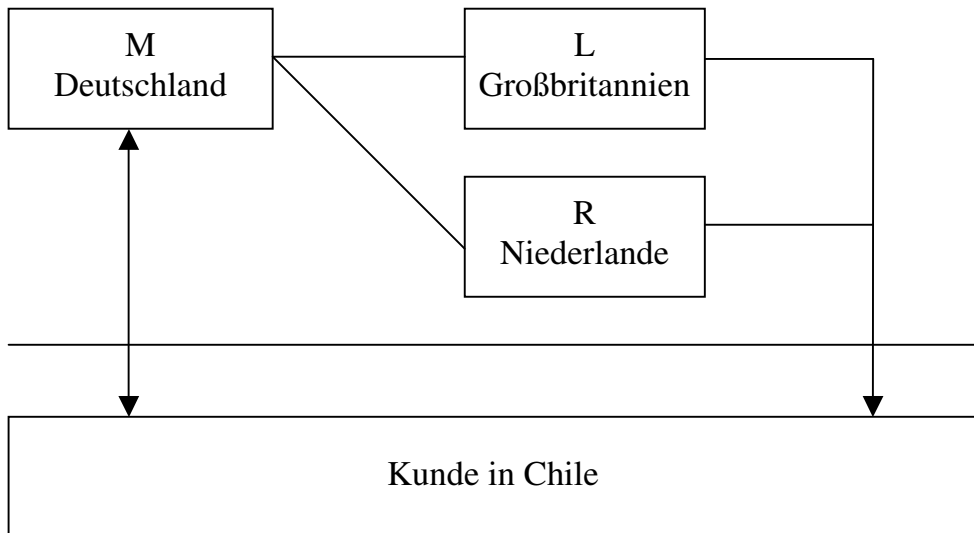 M
Deutschland
L
Großbritannien
R
Niederlande
Kunde in Chile